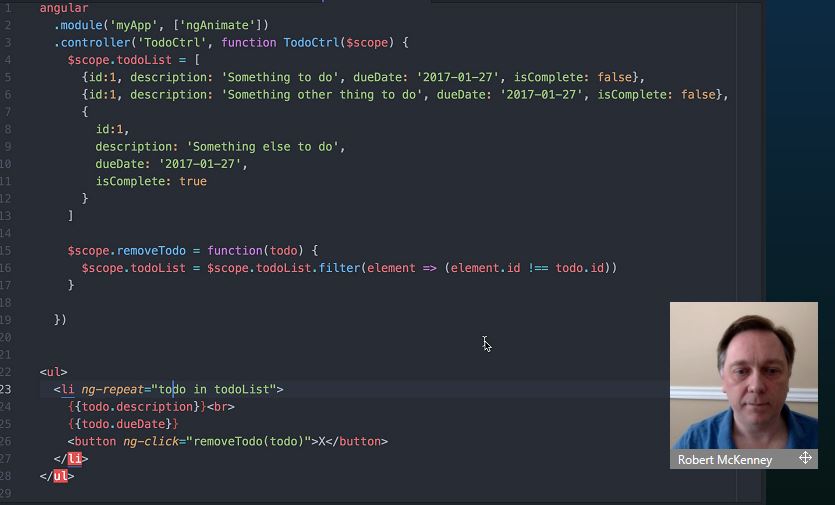 1 angular
2 .module('myApp', ['ngAnimate'])
3 .controller('TodoCtrl', function TodoCtrl($scope) {
4 $scope.todoList = [
5 {id:1, description: 'Something to do', dueDate: '2017-01-27', isComplete: false},
6 {id:1, description: 'Something other thing to do', dueDate: '2017-01-27', isComplete: false},
7 {
8 id:1,
9 description: 'Something else to do',
10 dueDate: '2017-01-27',
11 isComplete: true
12 }
13 ]
14
15 $scope.removeTodo = function(todo) {
16 $scope.todoList = $scope.todoList.filter(element => (element.id !== todo.id))
17 }
18
19 })
20
21
22 <ul>
23 <li ng-repeat="todo in todoList">
24 {{todo.description}}<br>
25 {{todo.dueDate}}
26 <button ng-click="removeTodo(todo)">X</button>
27 </li>
28 </ul>
29
Robert McKenney